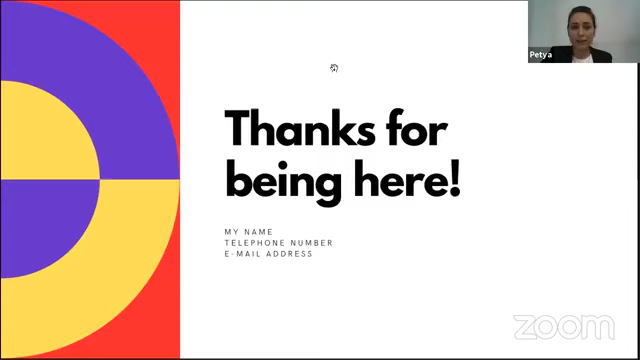 Petya
Thanks for
being here!
MY NAME
TELEPHONE NUMBER
E-MAIL ADDRESS
zoom